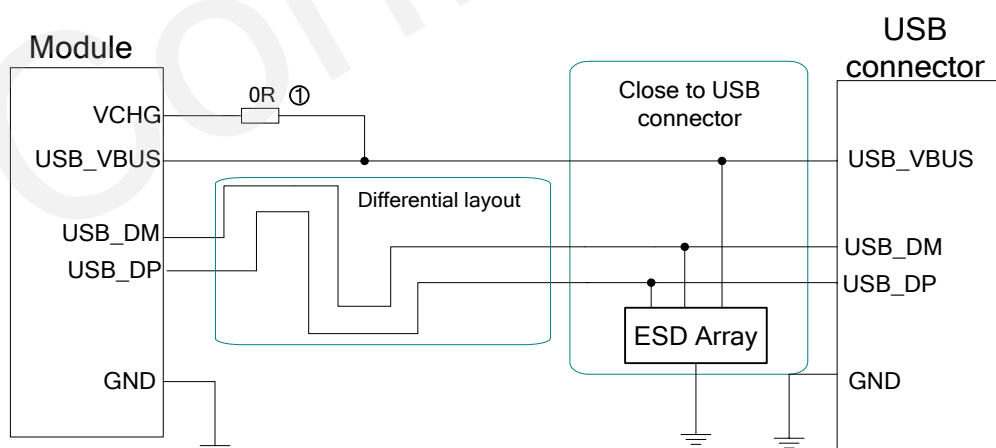 USB
connector
Module
0R ①
Close to USB
connector
VCHG
USB_VBUS
USB_VBUS
Differential layout
USB_DM
USB_DM
USB_DP
USB_DP
ESD Array
GND
GND